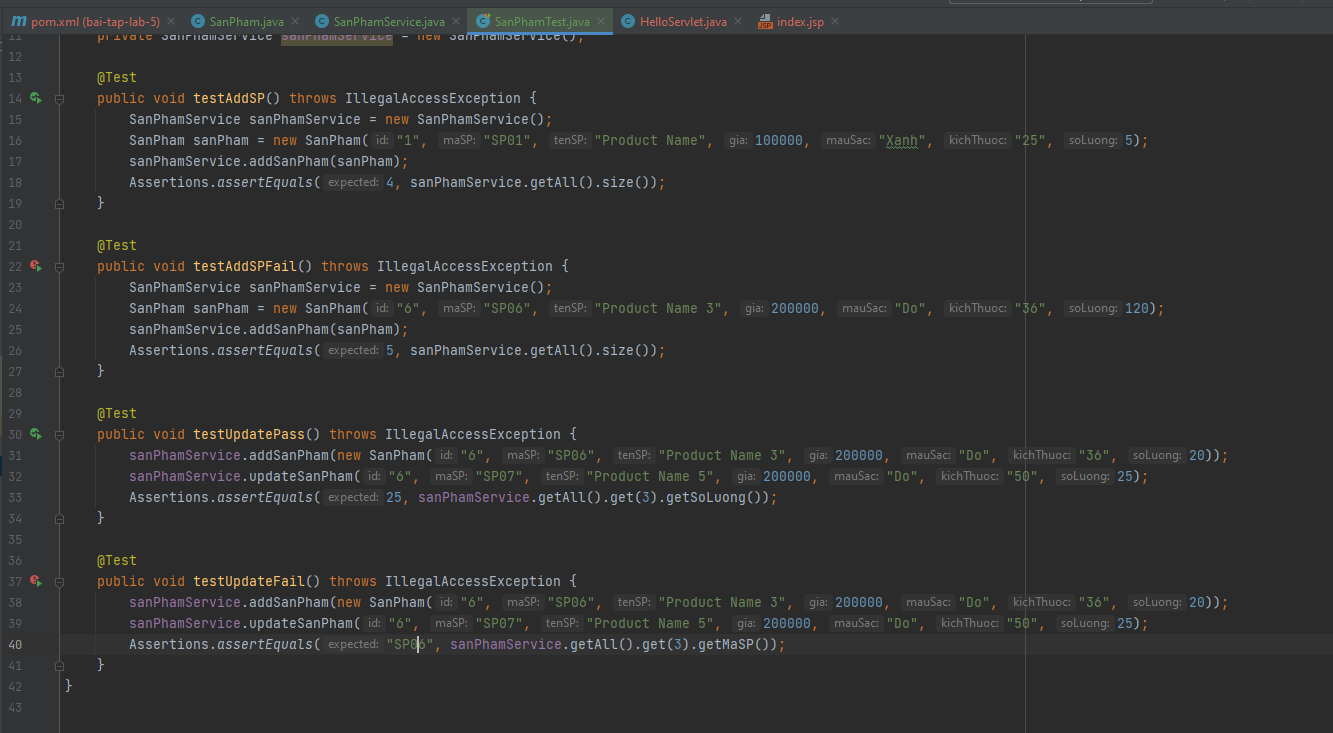 pom.xml (bai-tap-lab-5) × SanPham.java × SanPhamService.java × SanPhamTest.java × HelloServlet.java × index.jsp ×
11 private SanPhamService sanPhamService = new SanPhamService();
12
13 @Test
14 public void testAddSP() throws IllegalAccessException {
15 SanPhamService sanPhamService = new SanPhamService();
16 SanPham sanPham = new SanPham( id: "1", maSP: "SP01", tenSP: "Product Name", gia: 100000, mauSac: "Xanh", kichThuoc: "25", soLuong: 5);
17 sanPhamService.addSanPham(sanPham);
18 Assertions.assertEquals( expected: 4, sanPhamService.getAll().size());
19 }
20
21 @Test
22 public void testAddSPFail() throws IllegalAccessException {
23 SanPhamService sanPhamService = new SanPhamService();
24 SanPham sanPham = new SanPham( id: "6", maSP: "SP06", tenSP: "Product Name 3", gia: 200000, mauSac: "Do", kichThuoc: "36", soLuong: 120);
25 sanPhamService.addSanPham(sanPham);
26 Assertions.assertEquals( expected: 5, sanPhamService.getAll().size());
27 }
28
29 @Test
30 public void testUpdatePass() throws IllegalAccessException {
31 sanPhamService.addSanPham(new SanPham( id: "6", maSP: "SP06", tenSP: "Product Name 3", gia: 200000, mauSac: "Do", kichThuoc: "36", soLuong: 20));
32 sanPhamService.updateSanPham( id: "6", maSP: "SP07", tenSP: "Product Name 5", gia: 200000, mauSac: "Do", kichThuoc: "50", soLuong: 25);
33 Assertions.assertEquals( expected: 25, sanPhamService.getAll().get(3).getSoLuong());
34 }
35
36 @Test
37 public void testUpdateFail() throws IllegalAccessException {
38 sanPhamService.addSanPham(new SanPham( id: "6", maSP: "SP06", tenSP: "Product Name 3", gia: 200000, mauSac: "Do", kichThuoc: "36", soLuong: 20));
39 sanPhamService.updateSanPham( id: "6", maSP: "SP07", tenSP: "Product Name 5", gia: 200000, mauSac: "Do", kichThuoc: "50", soLuong: 25);
40 Assertions.assertEquals( expected: "SP06", sanPhamService.getAll().get(3).getMaSP());
41 }
42 }
43